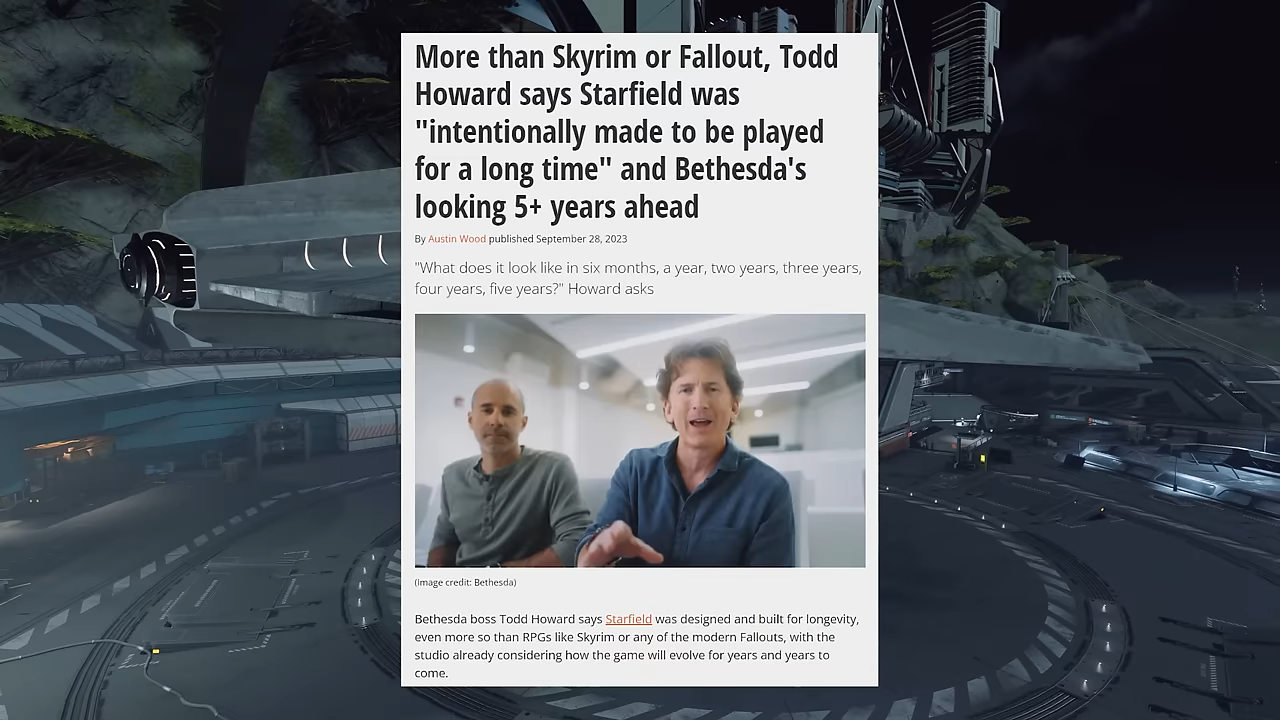 More than Skyrim or Fallout, Todd
Howard says Starfield was
"intentionally made to be played
for a long time" and Bethesda's
looking 5+ years ahead
By Austin Wood published September 28, 2023
"What does it look like in six months, a year, two years, three years,
four years, five years?" Howard asks
(Image credit: Bethesda)
Bethesda boss Todd Howard says Starfield was designed and built for longevity,
even more so than RPGs like Skyrim or any of the modern Fallouts, with the
studio already considering how the game will evolve for years and years to
come.